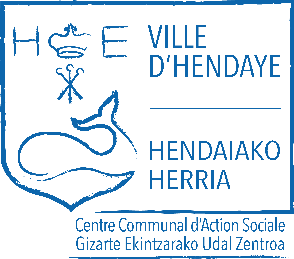 H E
VILLE
D'HENDAYE
HENDAIAKO
HERRIA
Centre Communal d'Action Sociale
Gizarte Ekintzarako Udal Zentroa